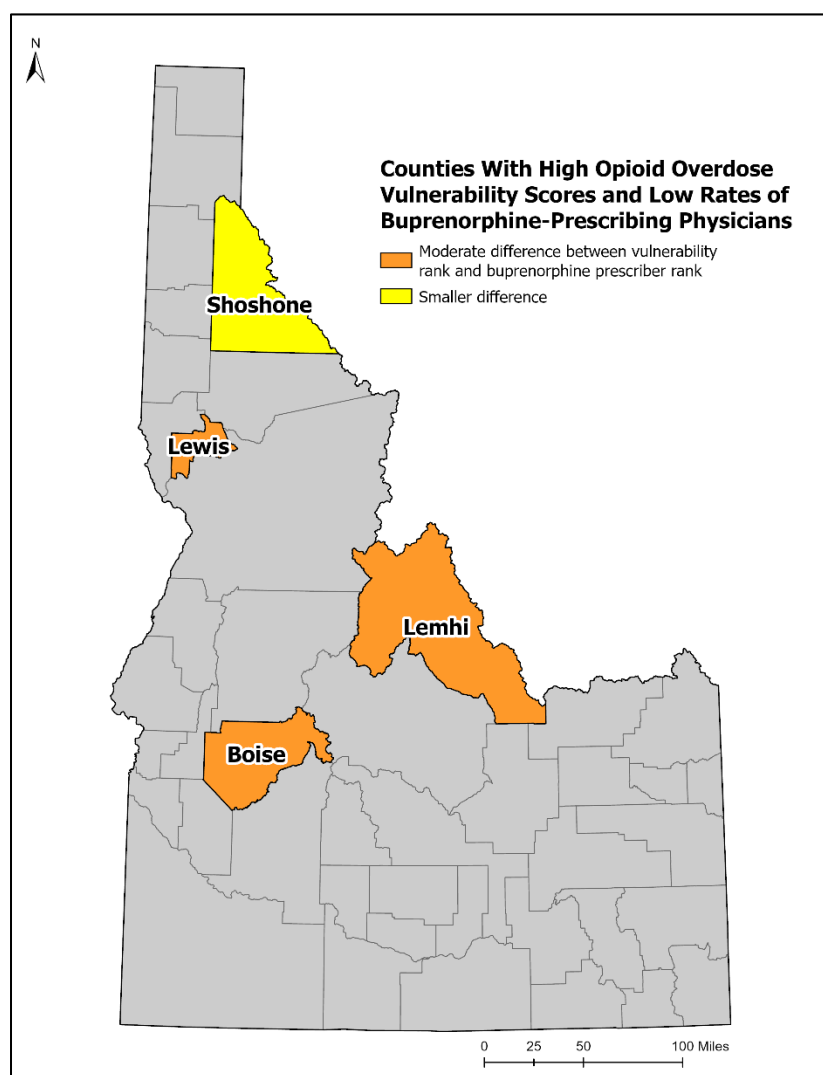 N
Counties With High Opioid Overdose
Vulnerability Scores and Low Rates of
Buprenorphine-Prescribing Physicians
Moderate difference between vulnerability
rank and buprenorphine prescriber rank
Smaller difference
Shoshone
Lewis
Lemhi
Boise
0 25 50 100 Miles